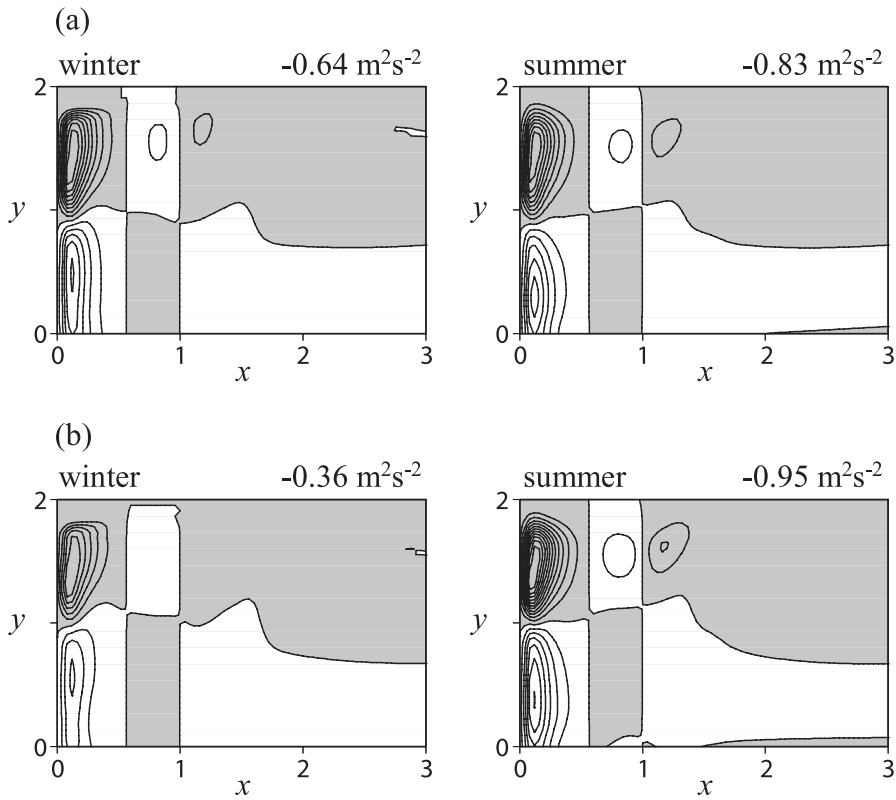 (a)
winter -0.64 m²s⁻² summer -0.83 m²s⁻²
2 2
y y
0 0
0 1 2 3 0 1 2 3
x x
(b)
winter -0.36 m²s⁻² summer -0.95 m²s⁻²
2 2
y y
0 0
0 1 2 3 0 1 2 3
x x